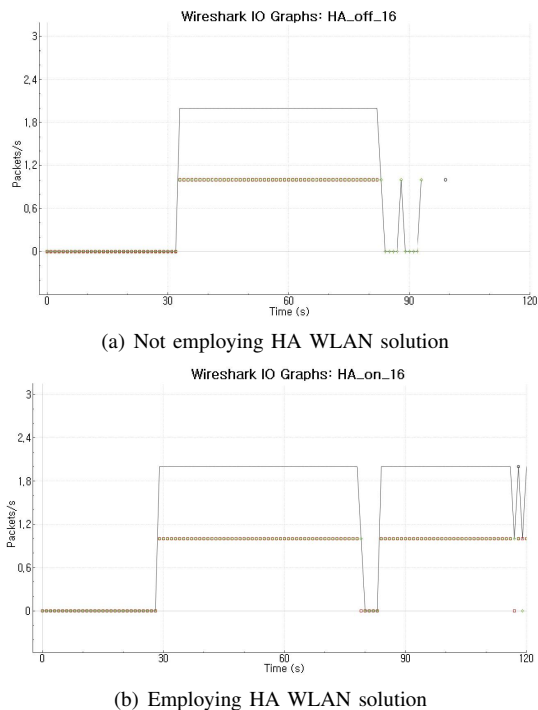 Wireshark IO Graphs: HA_off_16
3
2,4
1,8
1,2
0,6
0
Packets/s
0 30 60 90 120
Time (s)
(a) Not employing HA WLAN solution
Wireshark IO Graphs: HA_on_16
3
2,4
1,8
1,2
0,6
0
Packets/s
0 30 60 90 120
Time (s)
(b) Employing HA WLAN solution